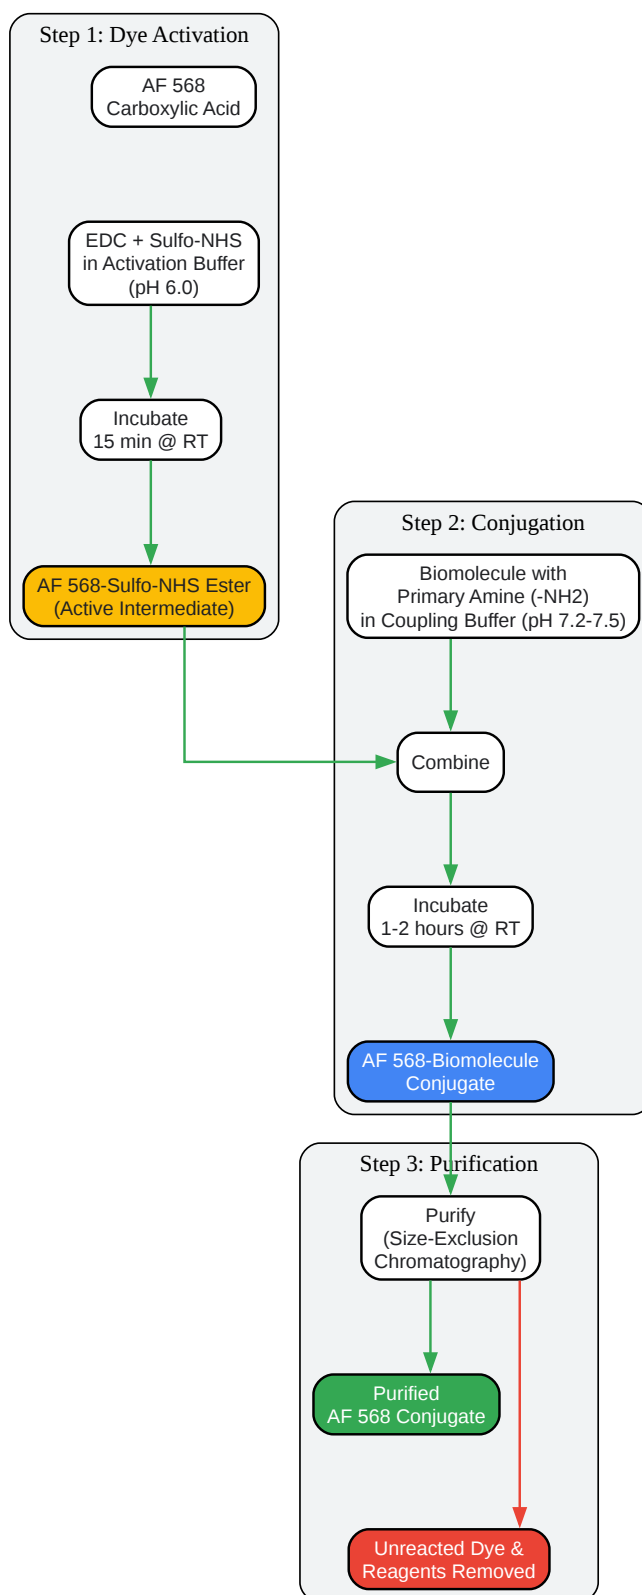 Step 1: Dye Activation
AF 568
Carboxylic Acid
EDC + Sulfo-NHS
in Activation Buffer
(pH 6.0)
Incubate
15 min @ RT
AF 568-Sulfo-NHS Ester
(Active Intermediate)
Step 2: Conjugation
Biomolecule with
Primary Amine (-NH2)
in Coupling Buffer (pH 7.2-7.5)
Combine
Incubate
1-2 hours @ RT
AF 568-Biomolecule
Conjugate
Step 3: Purification
Purify
(Size-Exclusion
Chromatography)
Purified
AF 568 Conjugate
Unreacted Dye &
Reagents Removed